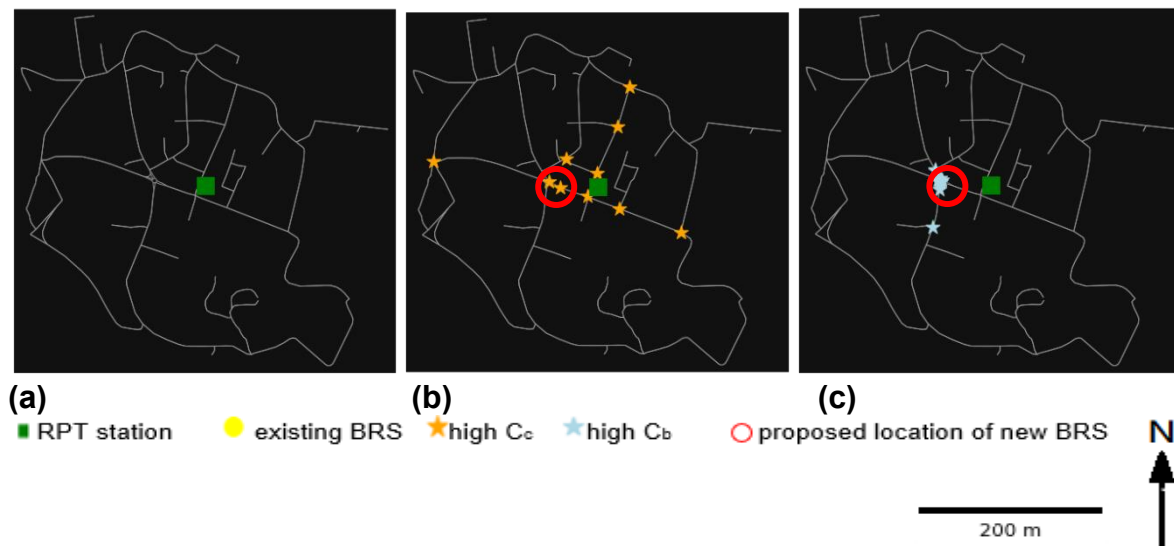 (a) (b) (c)
RPT station existing BRS high Cc high Cb proposed location of new BRS N
200 m